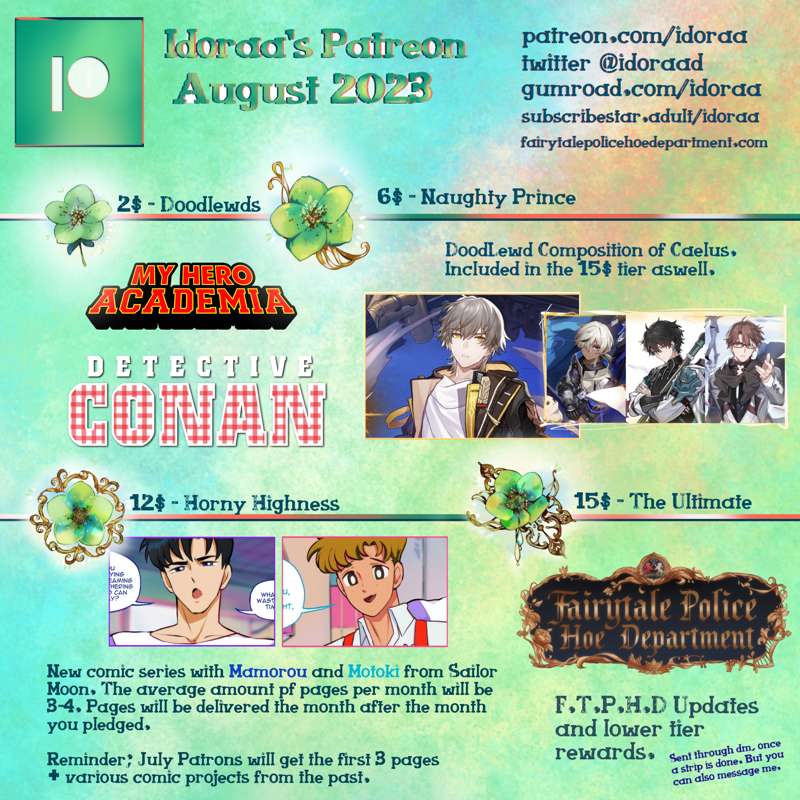 Idoraa's Patreon
August 2023
patreon.com/idoraa
twitter @idoraad
gumroad.com/idoraa
subscribestar.adult/idoraa
fairytalepolicehoedepartment.com
2$ - Doodlewds
6$ - Naughty Prince
MY HERO
ACADEMIA
DETECTIVE
CONAN
DoodLewd Composition of Caelus.
Included in the 15$ tier aswell.
12$ - Horny Highness
15$ - The Ultimate
WHA
WAST
TIM
U,
HT,
New comic series with Mamorou and Motoki from Sailor
Moon. The average amount pf pages per month will be
3-4. Pages will be delivered the month after the month
you pledged.
Reminder; July Patrons will get the first 3 pages
+ various comic projects from the past.
Fairytale Police
Hoe Department
F.T.P.H.D Updates
and lower tier
rewards.
Sent through dm, once
a strip is done. But you
can also message me.